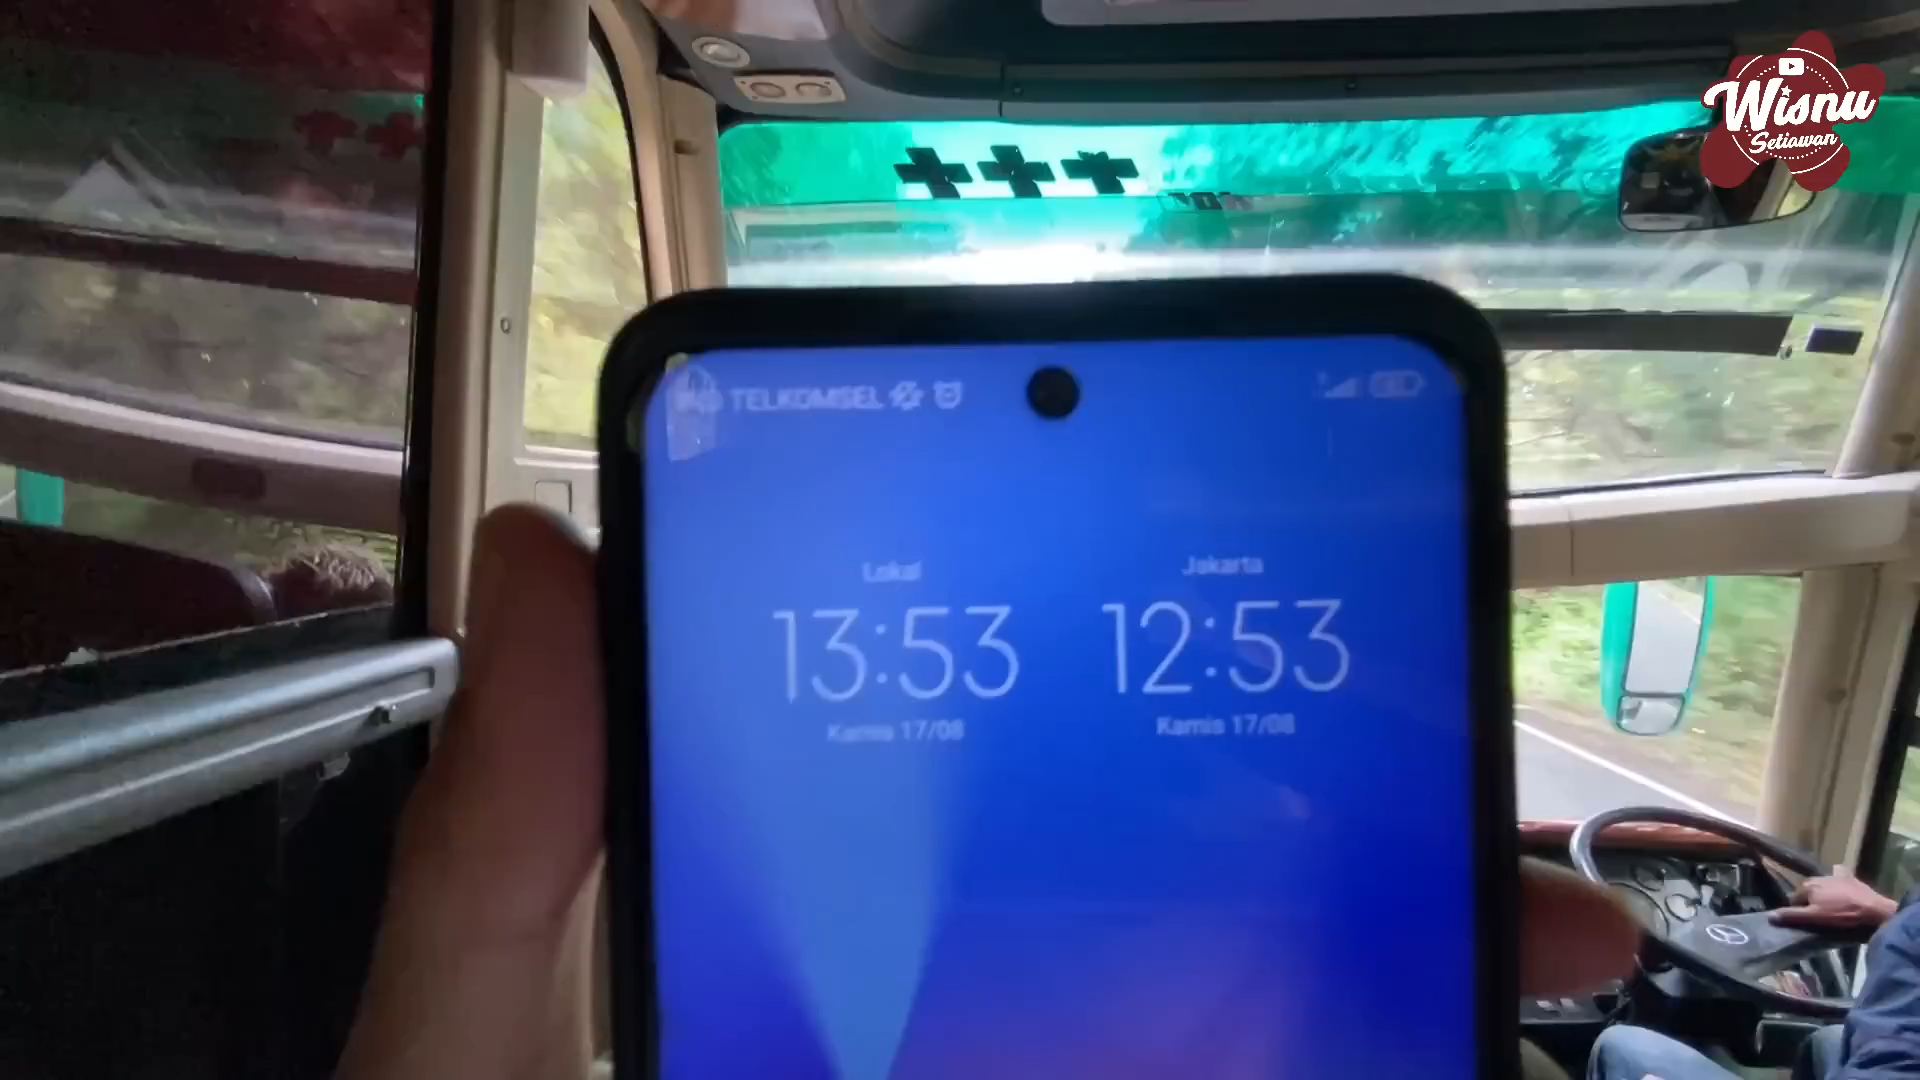 Wisnu
Setiawan
TELKOMSEL
Lokal
13:53
Kamis 17/08
Jakarta
12:53
Kamis 17/08